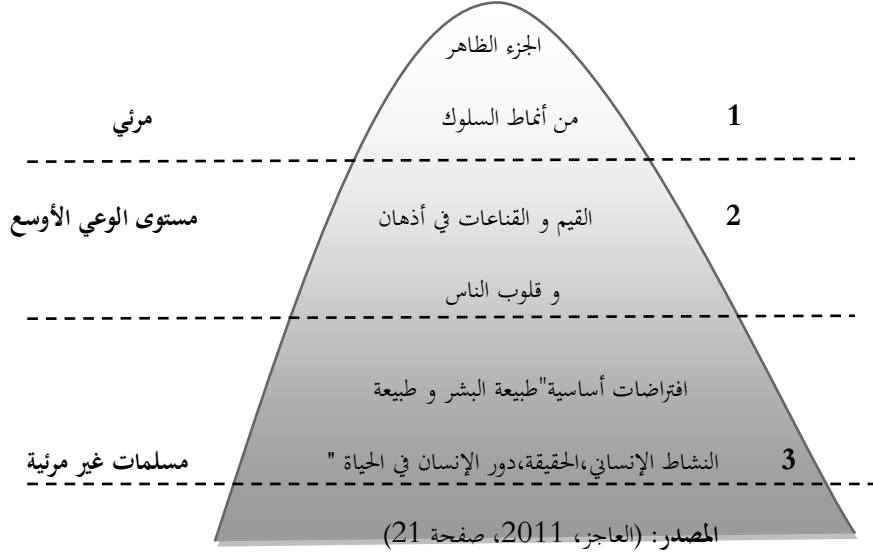 الجزء الظاهر
1 من أنماط السلوك مرئي
2 القيم و القناعات في أذهان مستوى الوعي الأوسع
و قلوب الناس
افتراضات أساسية"طبيعة البشر و طبيعة
3 النشاط الإنساني،الحقيقة،دور الإنسان في الحياة " مسلمات غير مرئية
المصدر: (العاجز، 2011، صفحة 21)